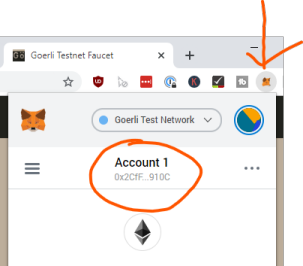 Goerli Testnet Faucet
Goerli Test Network
Account 1
0x2CfF...910C